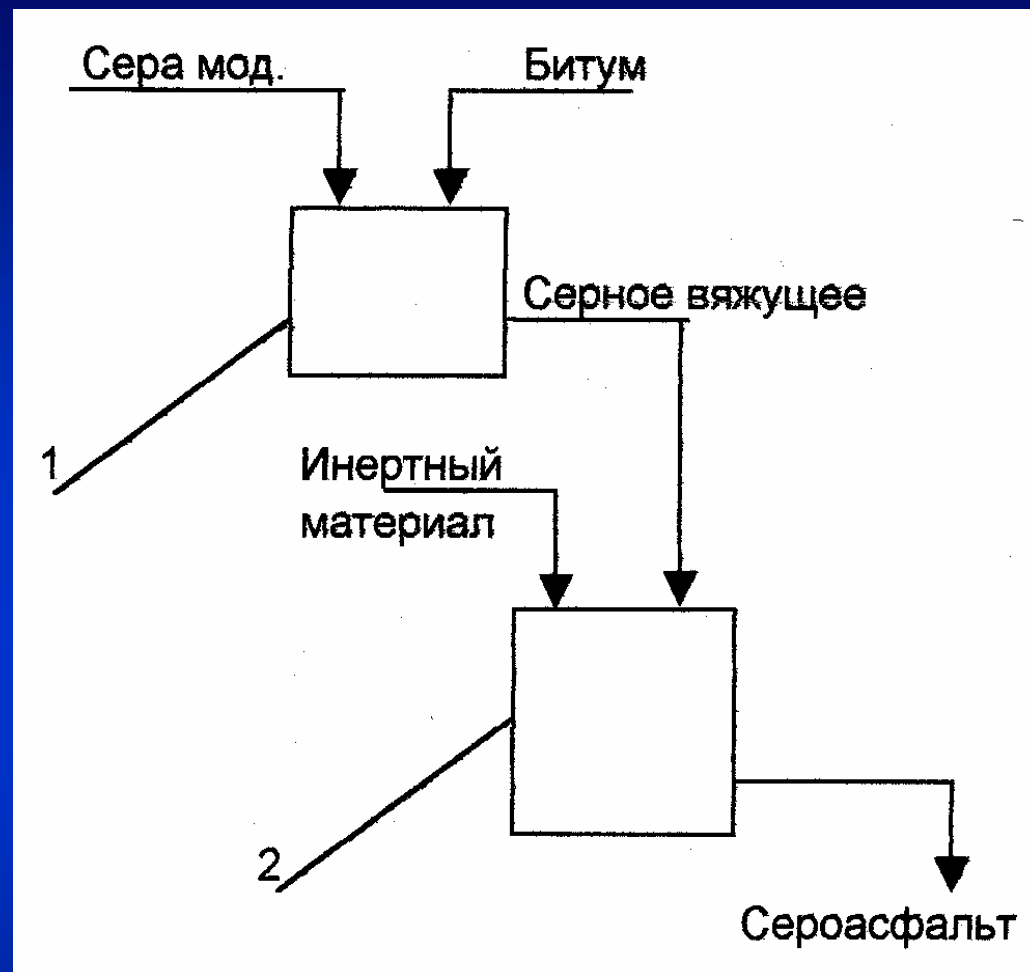 Сера мод.
Битум
Серное вяжущее
1
Инертный
материал
2
Сероасфальт